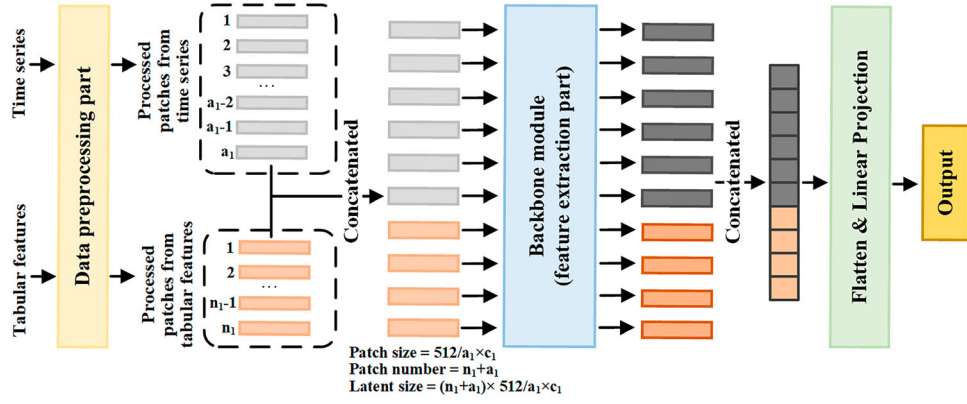 Time series
Tabular features
Data preprocessing part
Processed
patches from
time series
1
2
3
...
a₁-2
a₁-1
a₁
Processed
patches from
tabular features
1
2
...
n₁-1
n₁
Concatenated
Backbone module
(feature extraction part)
Concatenated
Flatten & Linear Projection
Output
Patch size = 512/a₁×c₁
Patch number = n₁+a₁
Latent size = (n₁+a₁)× 512/a₁×c₁